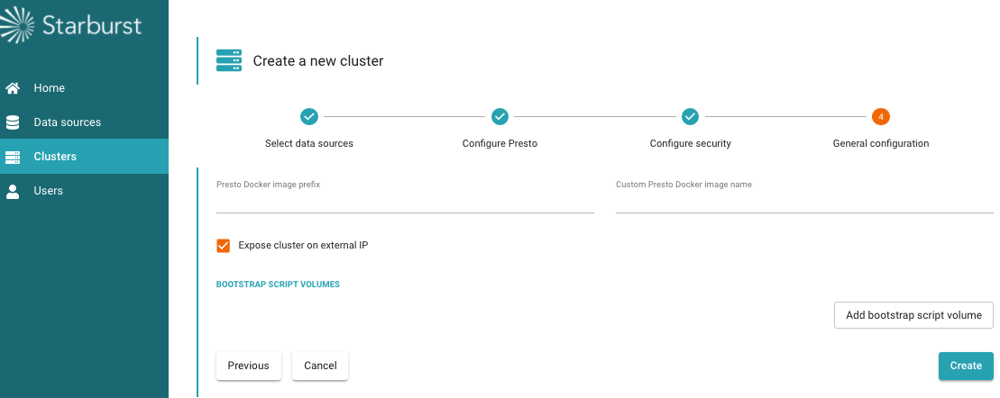 Starburst
Home
Data sources
Clusters
Users
Create a new cluster
4
Select data sources
Configure Presto
Configure security
General configuration
Presto Docker image prefix
Custom Presto Docker image name
Expose cluster on external IP
BOOTSTRAP SCRIPT VOLUMES
Add bootstrap script volume
Previous
Cancel
Create